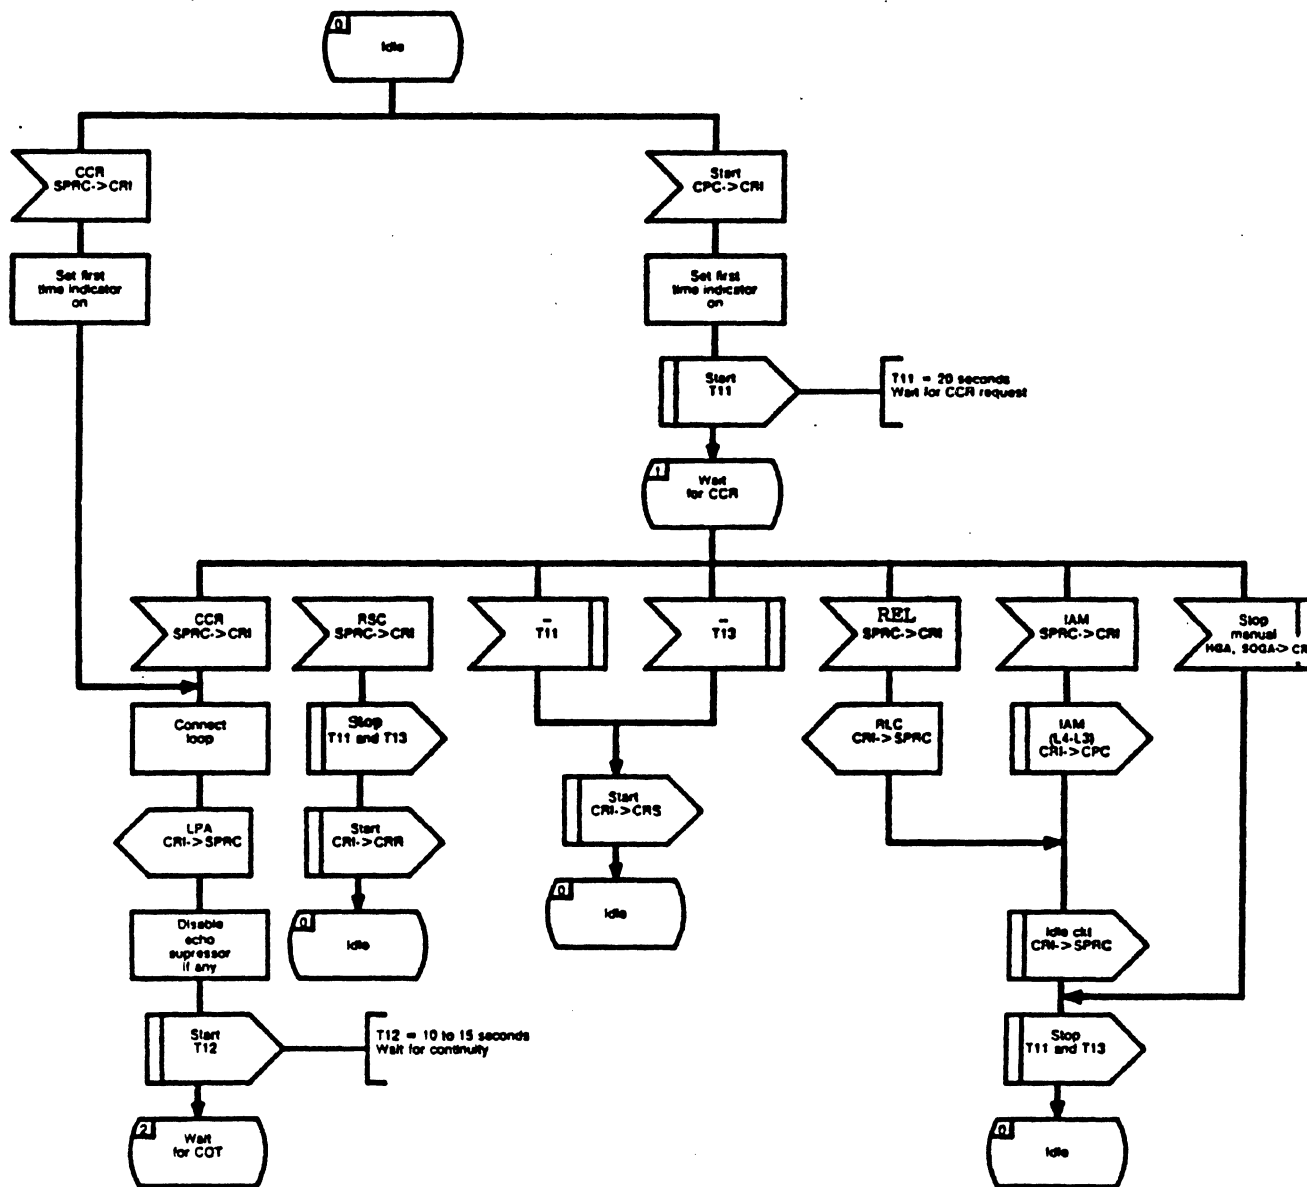 0
Idle
CCR
SPRC->CRI
Start
CPC->CRI
Set first
time indicator
on
Set first
time indicator
on
Start
T11
T11 = 20 seconds
Wait for CCR request
1
Wait
for CCR
CCR
SPRC->CRI
RSC
SPRC->CRI
T11
T13
REL
SPRC->CRI
IAM
SPRC->CRI
Stop
manual
HGA, SOGA->CRI
Connect
loop
Stop
T11 and T13
RLC
CRI->SPRC
IAM
(L4-L3)
CRI->CPC
LPA
CRI->SPRC
Start
CRI->CRR
Start
CRI->CRS
Disable
echo
supressor
if any
0
Idle
0
Idle
Idle ckt
CRI->SPRC
Start
T12
T12 = 10 to 15 seconds
Wait for continuity
Stop
T11 and T13
2
Wait
for COT
0
Idle